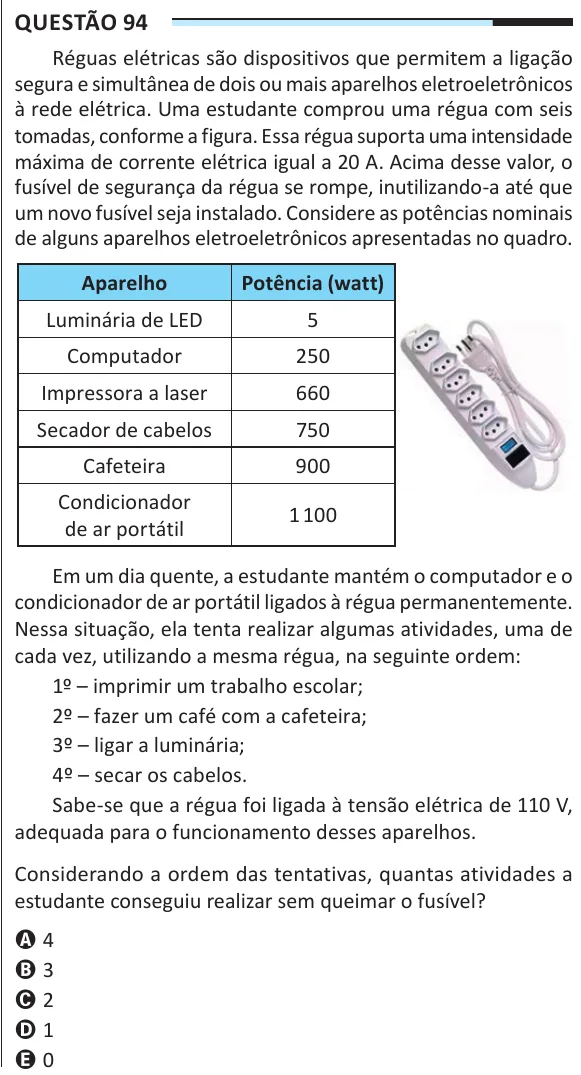 QUESTÃO 94
Réguas elétricas são dispositivos que permitem a ligação
segura e simultânea de dois ou mais aparelhos eletroeletrônicos
à rede elétrica. Uma estudante comprou uma régua com seis
tomadas, conforme a figura. Essa régua suporta uma intensidade
máxima de corrente elétrica igual a 20 A. Acima desse valor, o
fusível de segurança da régua se rompe, inutilizando-a até que
um novo fusível seja instalado. Considere as potências nominais
de alguns aparelhos eletroeletrônicos apresentadas no quadro.
Aparelho Potência (watt)
Luminária de LED 5
Computador 250
Impressora a laser 660
Secador de cabelos 750
Cafeteira 900
Condicionador
de ar portátil 1 100
Em um dia quente, a estudante mantém o computador e o
condicionador de ar portátil ligados à régua permanentemente.
Nessa situação, ela tenta realizar algumas atividades, uma de
cada vez, utilizando a mesma régua, na seguinte ordem:
1º – imprimir um trabalho escolar;
2º – fazer um café com a cafeteira;
3º – ligar a luminária;
4º – secar os cabelos.
Sabe-se que a régua foi ligada à tensão elétrica de 110 V,
adequada para o funcionamento desses aparelhos.
Considerando a ordem das tentativas, quantas atividades a
estudante conseguiu realizar sem queimar o fusível?
A 4
B 3
C 2
D 1
E 0